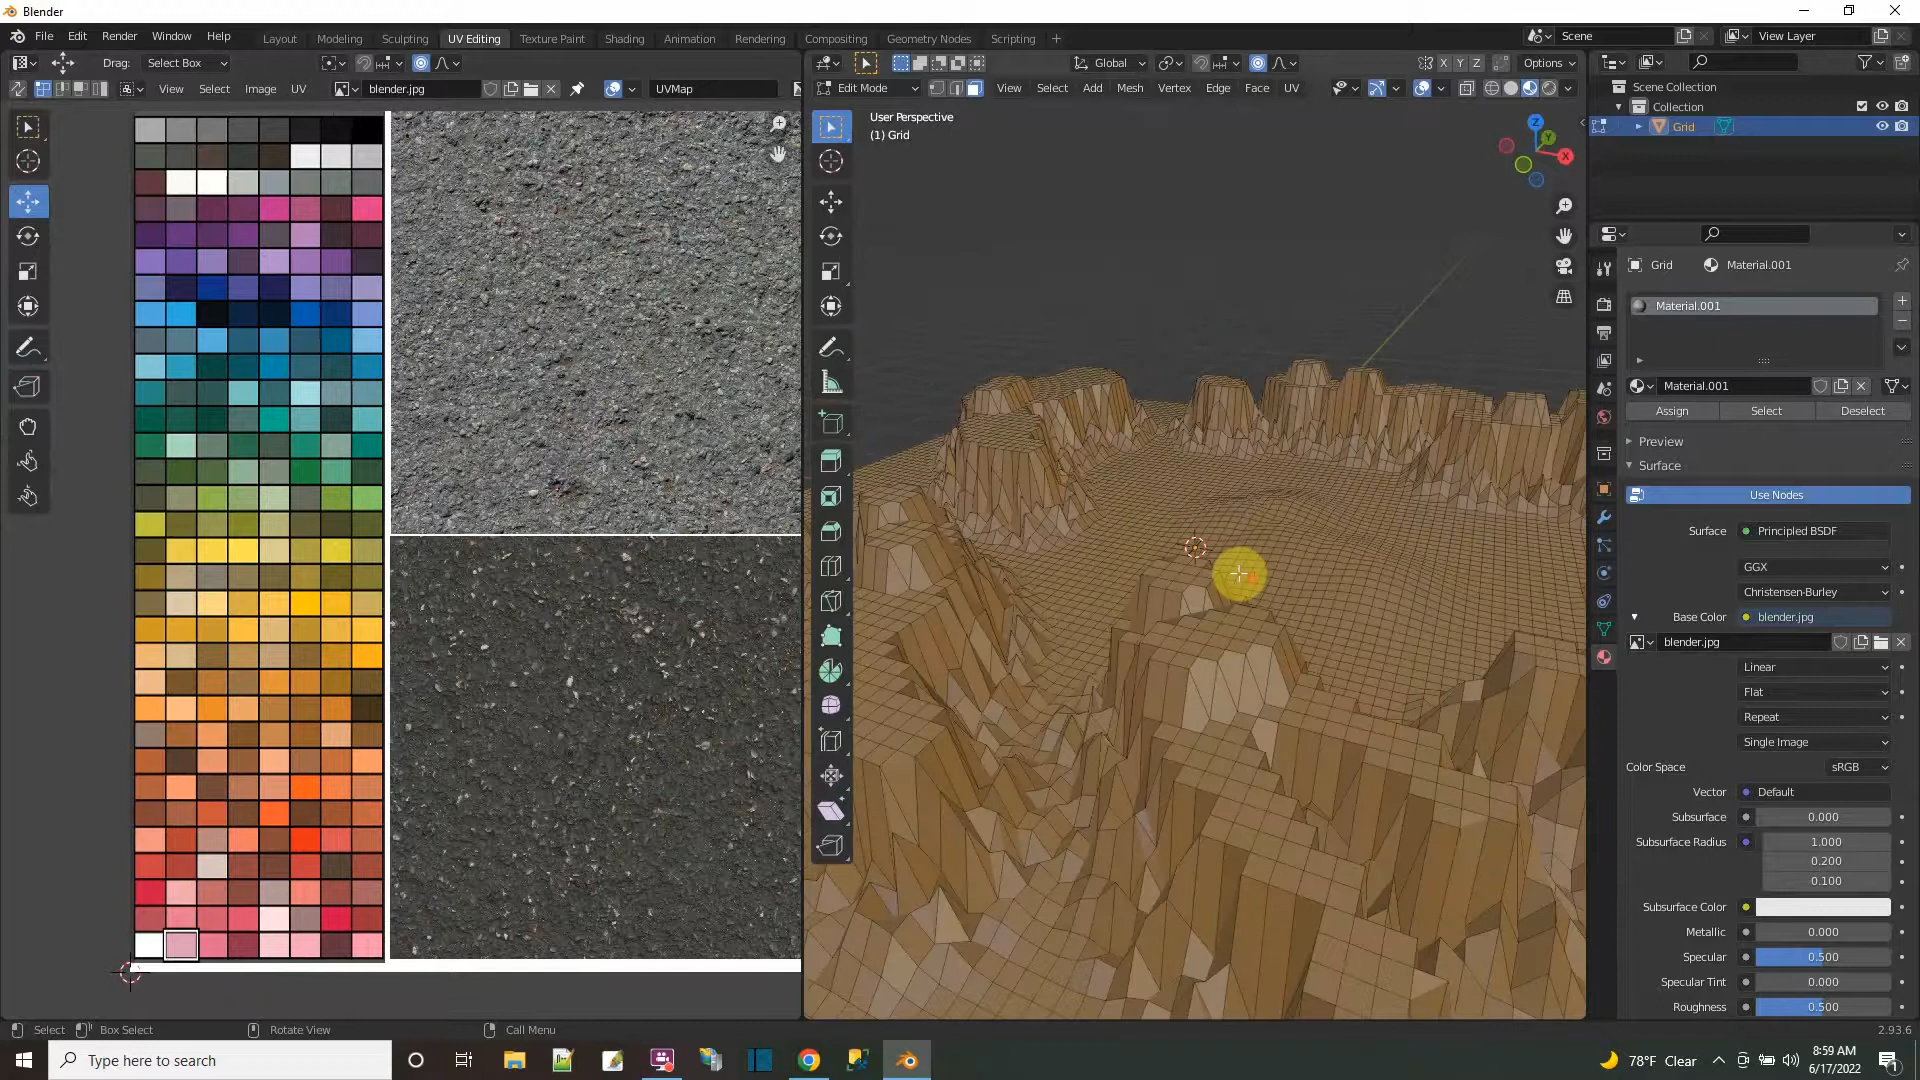 Blender
File Edit Render Window Help
Layout Modeling Sculpting UV Editing Texture Paint Shading Animation Rendering Compositing Geometry Nodes Scripting +
Scene
View Layer
Drag: Select Box
Global
X Y Z
Options
View Select Image UV
blender.jpg
UVMap
Edit Mode
View Select Add Mesh Vertex Edge Face UV
Scene Collection
Collection
Grid
User Perspective
(1) Grid
Z
Y
X
Grid
Material.001
Material.001
Material.001
Assign
Select
Deselect
Preview
Surface
Use Nodes
Surface
Principled BSDF
GGX
Christensen-Burley
Base Color
blender.jpg
blender.jpg
Linear
Flat
Repeat
Single Image
Color Space
sRGB
Vector
Default
Subsurface
0.000
Subsurface Radius
1.000
0.200
0.100
Subsurface Color
Metallic
0.000
Specular
0.500
Specular Tint
0.000
Roughness
0.500
Select
Box Select
Rotate View
Call Menu
2.93.6
Type here to search
78°F Clear
8:59 AM
6/17/2022
1